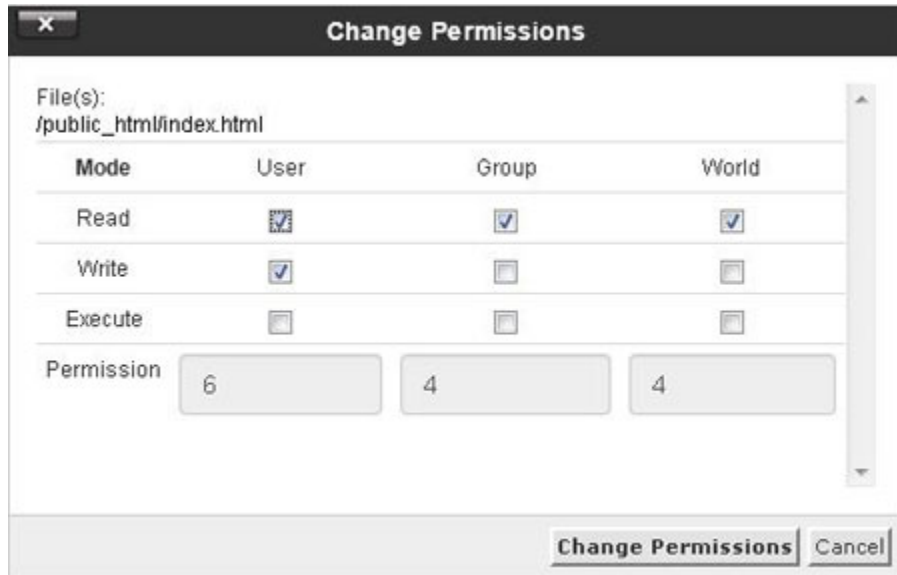 Change Permissions
File(s):
/public_html/index.html
Mode User Group World
Read
Write
Execute
Permission 6 4 4
Change Permissions Cancel